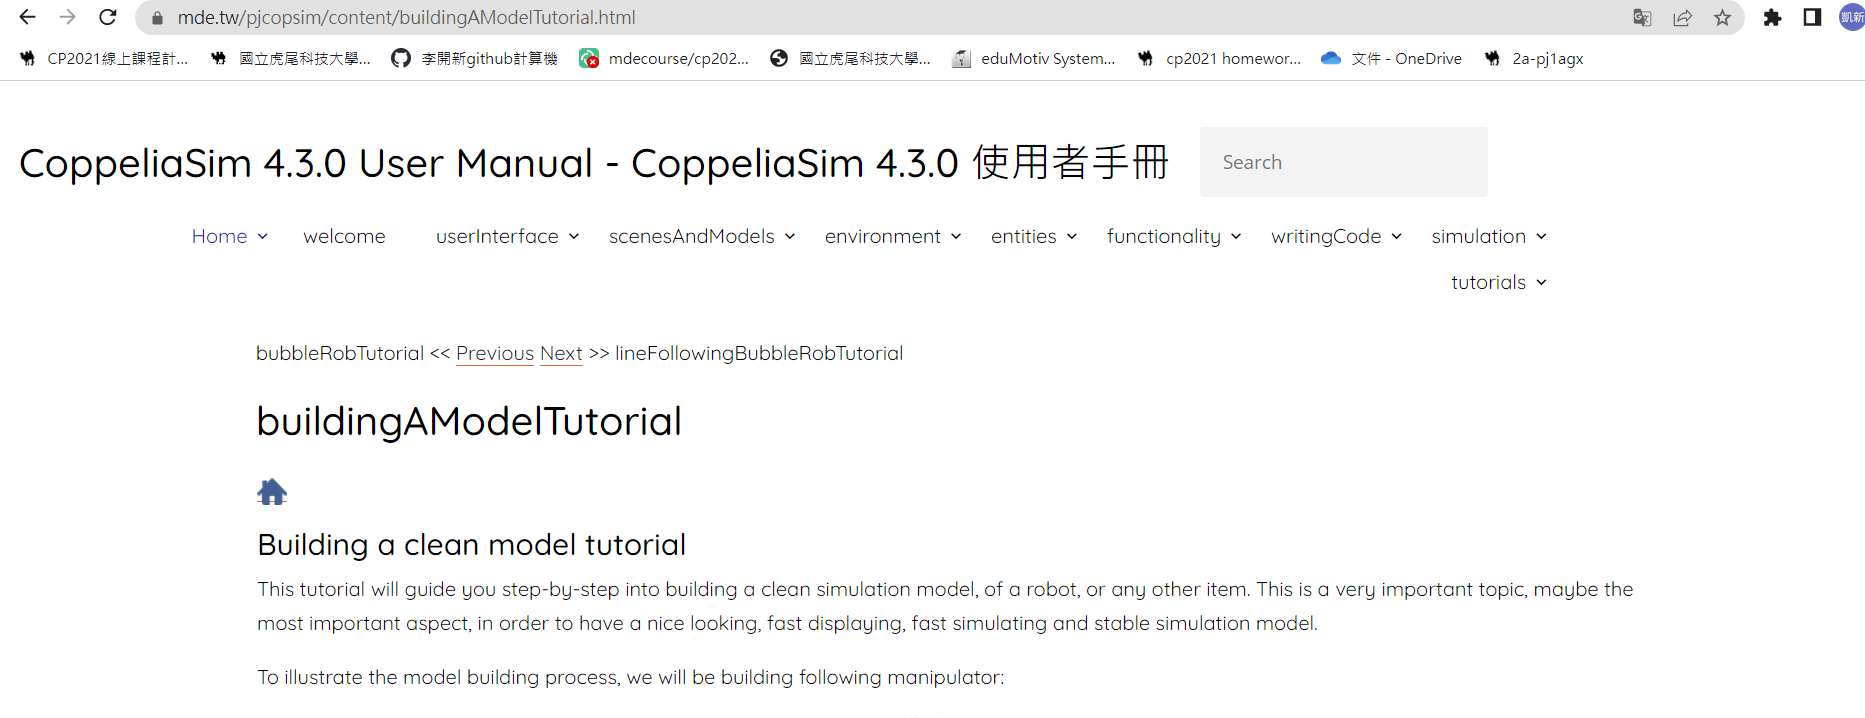 mde.tw/pjcopsim/content/buildingAModelTutorial.html
凱新
CP2021線上課程計... 國立虎尾科技大學... 李開新github計算機 mdecourse/cp202... 國立虎尾科技大學... eduMotiv System... cp2021 homewor... 文件 - OneDrive 2a-pj1agx
CoppeliaSim 4.3.0 User Manual - CoppeliaSim 4.3.0 使用者手冊 Search
Home welcome userInterface scenesAndModels environment entities functionality writingCode simulation
tutorials
bubbleRobTutorial << Previous Next >> lineFollowingBubbleRobTutorial
buildingAModelTutorial
Building a clean model tutorial
This tutorial will guide you step-by-step into building a clean simulation model, of a robot, or any other item. This is a very important topic, maybe the
most important aspect, in order to have a nice looking, fast displaying, fast simulating and stable simulation model.
To illustrate the model building process, we will be building following manipulator: